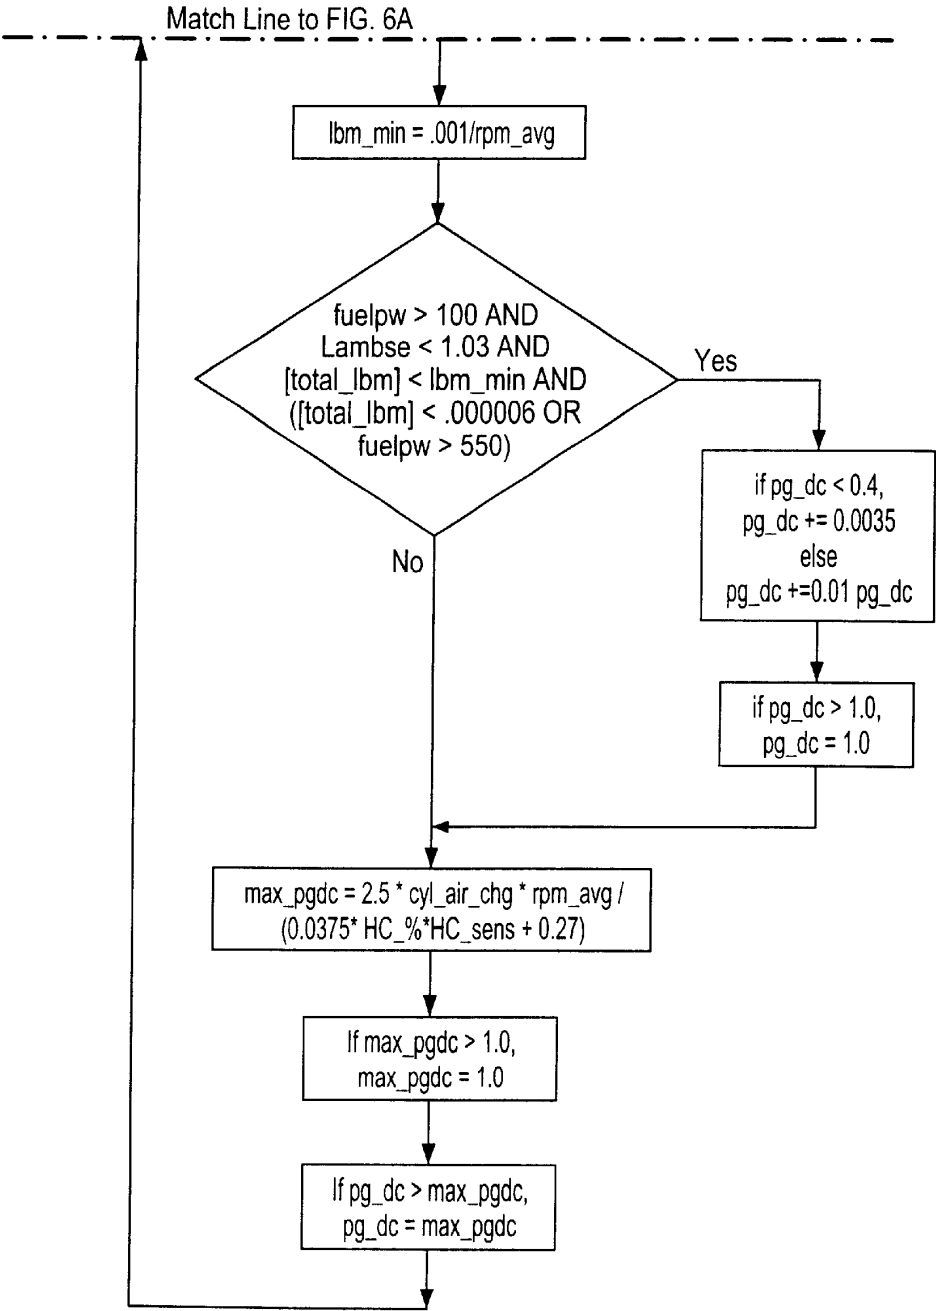 Match Line to FIG. 6A
lbm_min = .001/rpm_avg
fuelpw > 100 AND
Lambse < 1.03 AND
[total_lbm] < lbm_min AND
([total_lbm] < .000006 OR
fuelpw > 550)
Yes
No
if pg_dc < 0.4,
pg_dc += 0.0035
else
pg_dc +=0.01 pg_dc
if pg_dc > 1.0,
pg_dc = 1.0
max_pgdc = 2.5 * cyl_air_chg * rpm_avg /
(0.0375* HC_%*HC_sens + 0.27)
If max_pgdc > 1.0,
max_pgdc = 1.0
If pg_dc > max_pgdc,
pg_dc = max_pgdc